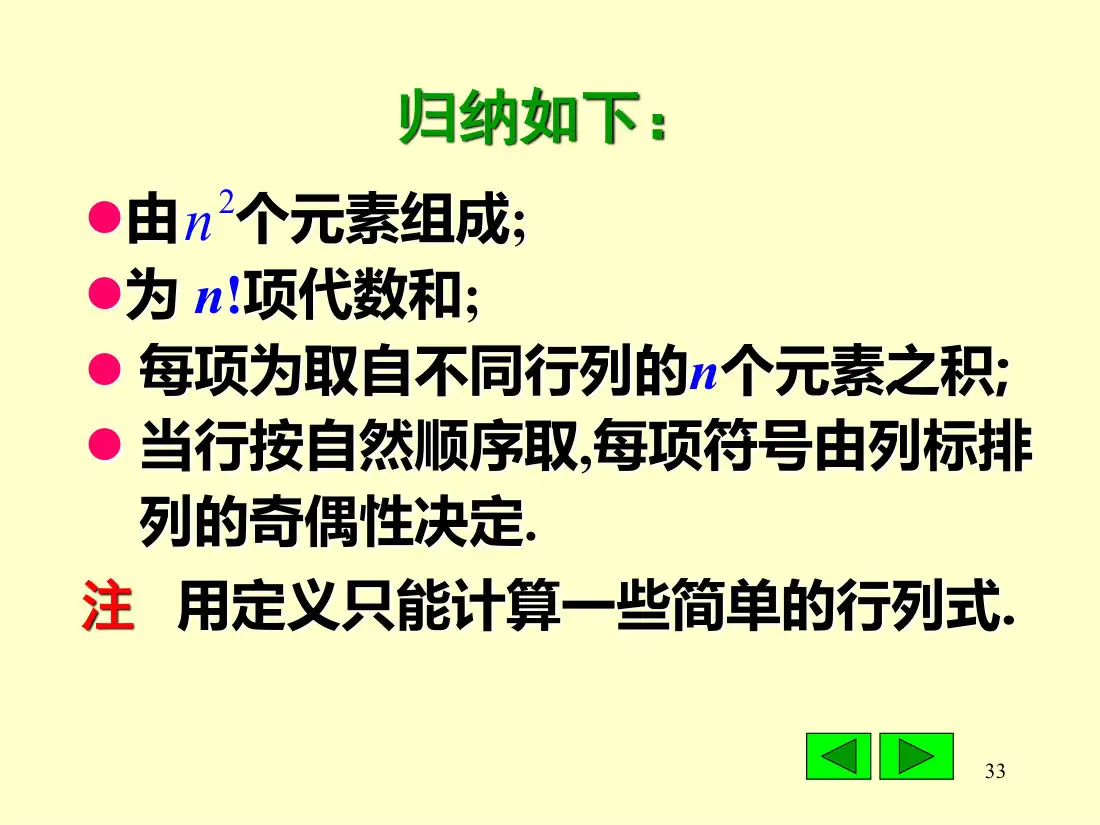 归纳如下：
●由n²个元素组成;
●为 n!项代数和;
● 每项为取自不同行列的n个元素之积;
● 当行按自然顺序取,每项符号由列标排
列的奇偶性决定.
注 用定义只能计算一些简单的行列式.
33